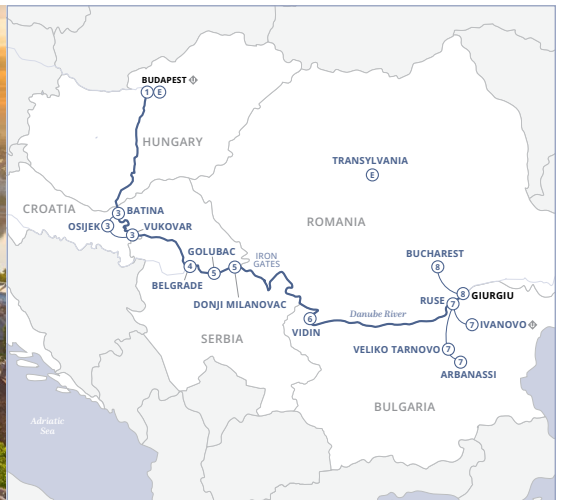 BUDAPEST
1 E
HUNGARY
TRANSYLVANIA
E
CROATIA
3 BATINA
OSIJEK 3
3 VUKOVAR
ROMANIA
GOLUBAC
IRON
GATES
BUCHAREST
8
4 5 5
BELGRADE
DONJI MILANOVAC
8 GIURGIU
RUSE 7
Danube River
6
VIDIN
7 IVANOVO
SERBIA
VELIKO TARNOVO 7
7
ARBANASSI
BULGARIA
Adriatic
Sea